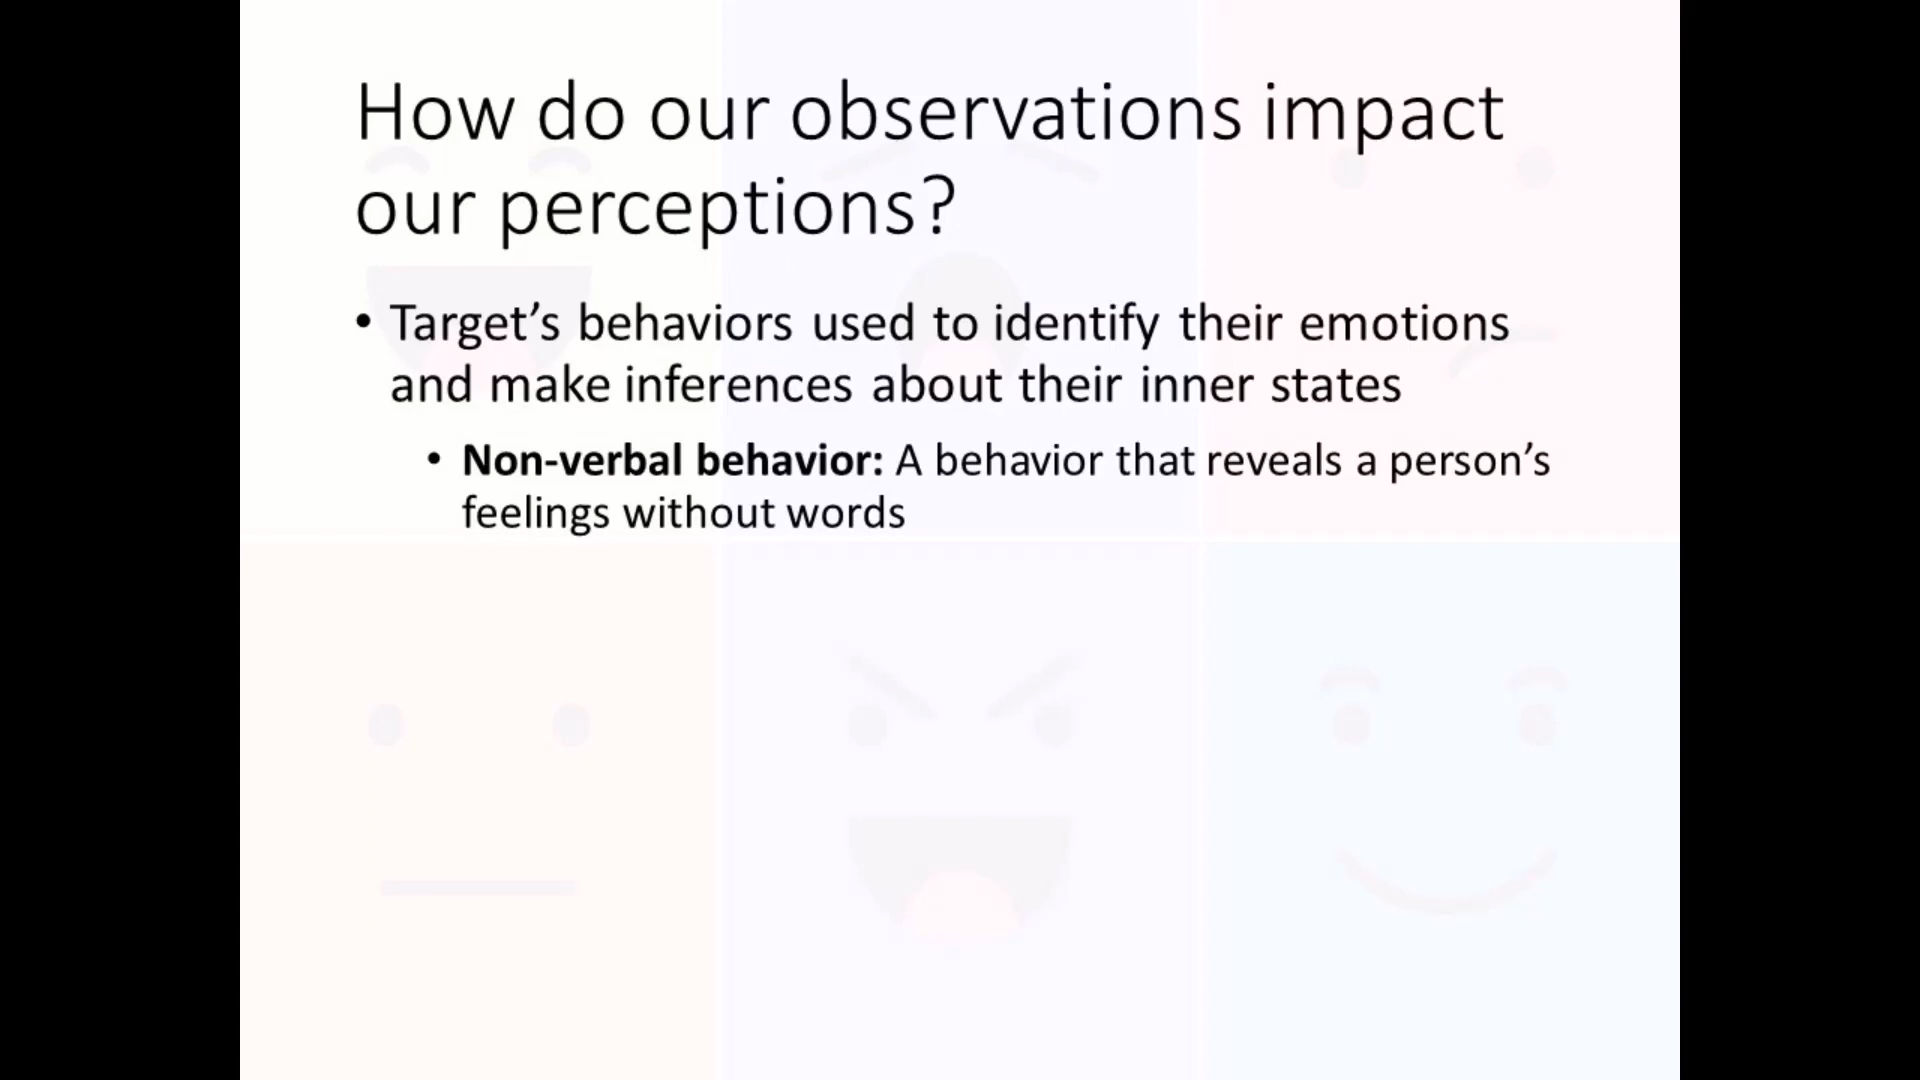 How do our observations impact
our perceptions?
• Target’s behaviors used to identify their emotions
and make inferences about their inner states
• Non-verbal behavior: A behavior that reveals a person’s
feelings without words